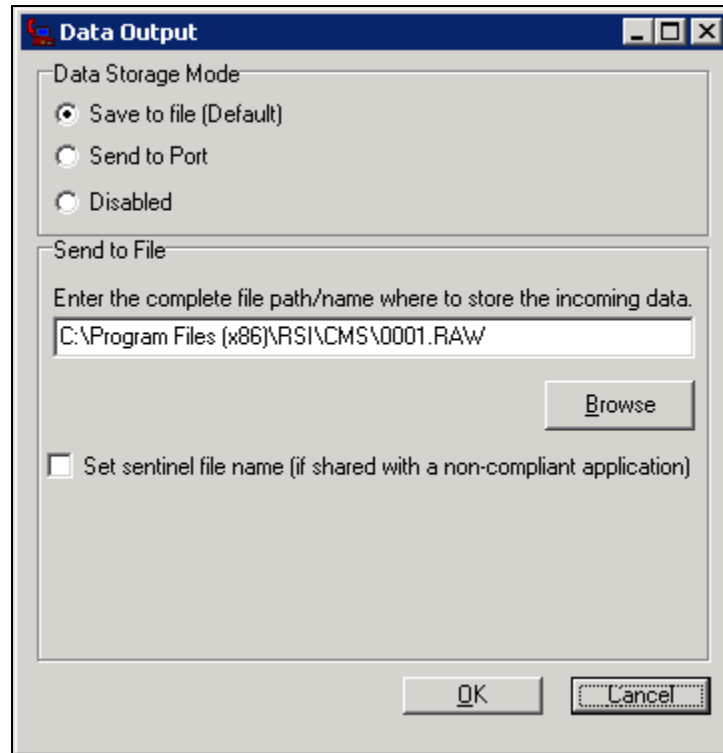 Data Output
Data Storage Mode
Save to file (Default)
Send to Port
Disabled
Send to File
Enter the complete file path/name where to store the incoming data.
C:\Program Files (x86)\RSI\CMS\0001.RAW
Browse
Set sentinel file name (if shared with a non-compliant application)
OK
Cancel